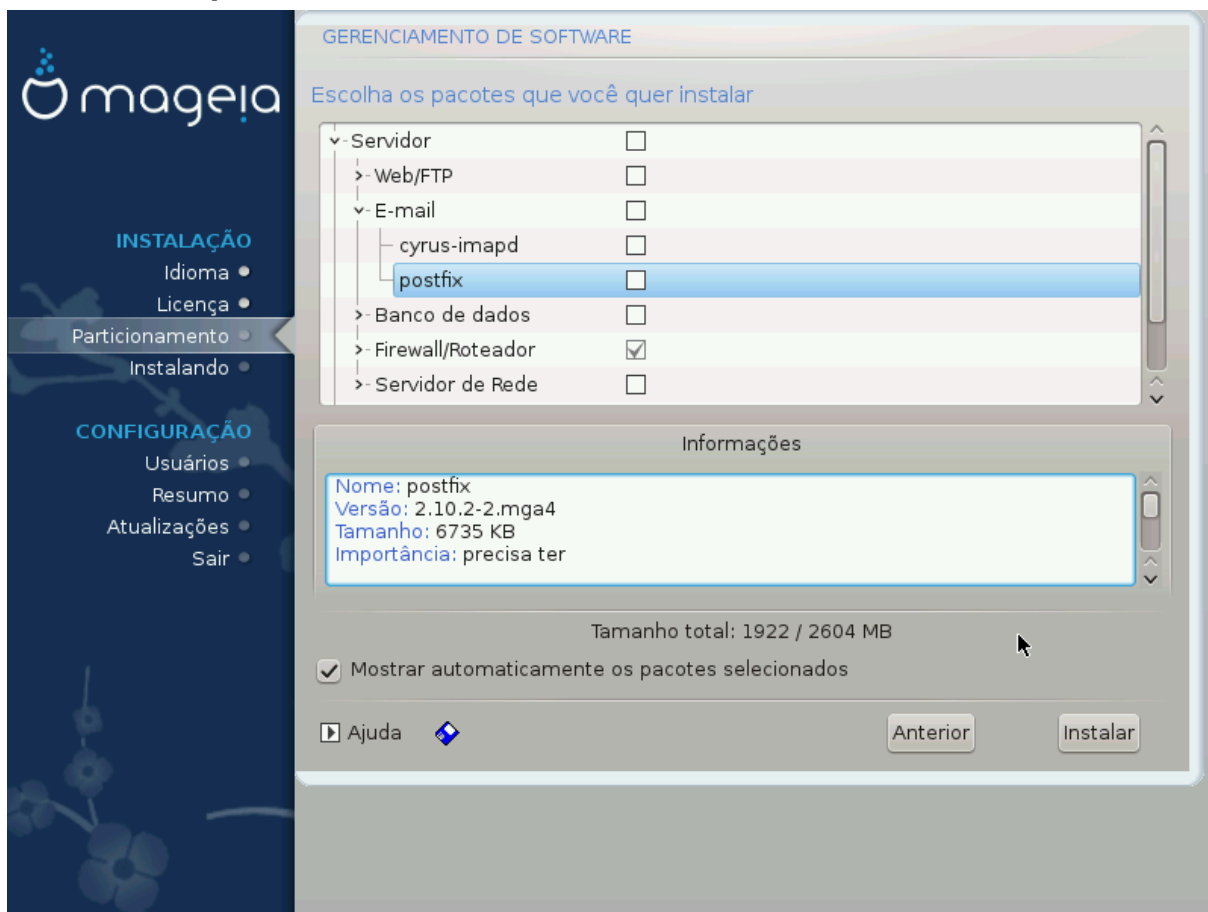 mageia
INSTALAÇÃO
Idioma
Licença
Particionamento
Instalando
CONFIGURAÇÃO
Usuários
Resumo
Atualizações
Sair
GERENCIAMENTO DE SOFTWARE
Escolha os pacotes que você quer instalar
Servidor
Web/FTP
E-mail
cyrus-imapd
postfix
Banco de dados
Firewall/Roteador
Servidor de Rede
Informações
Nome: postfix
Versão: 2.10.2-2.mga4
Tamanho: 6735 KB
Importância: precisa ter
Tamanho total: 1922 / 2604 MB
Mostrar automaticamente os pacotes selecionados
Ajuda
Anterior
Instalar